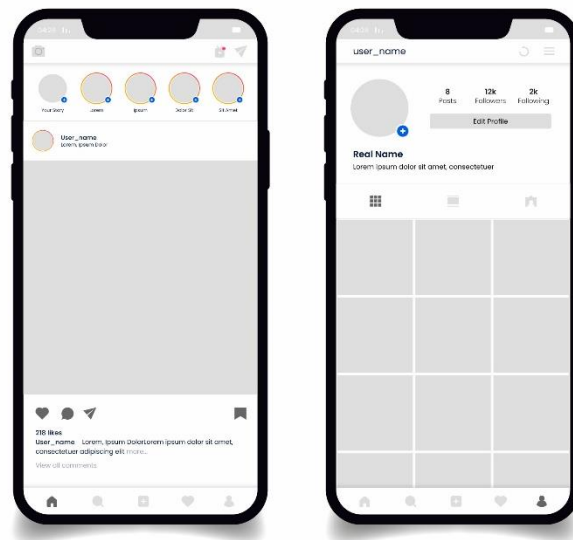 Your Story
Lorem
Ipsum
Dolor Sit
Sit Amet
User_name
Lorem, Ipsum Dolor
218 likes
User_name Lorem, Ipsum DolorLorem ipsum dolor sit amet,
consectetuer adipiscing elit more...
View all comments
user_name
8
12k
2k
Posts
Followers
Following
Edit Profile
Real Name
Lorem ipsum dolor sit amet, consectetuer